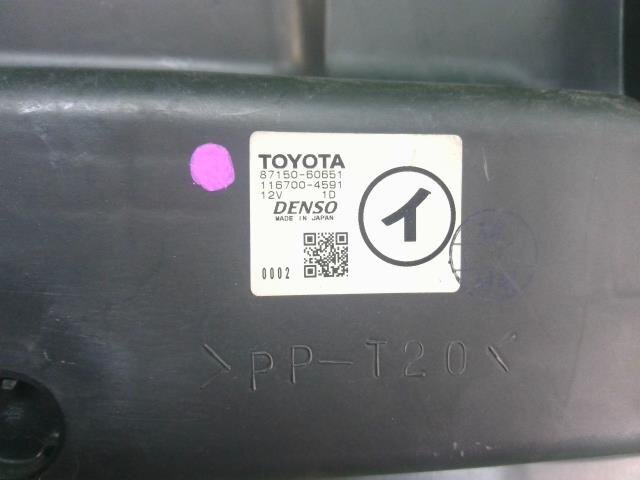 TOYOTA
87150-60651
116700-4591
12V 1D
DENSO
MADE IN JAPAN
0002
イ
>PP-T20<